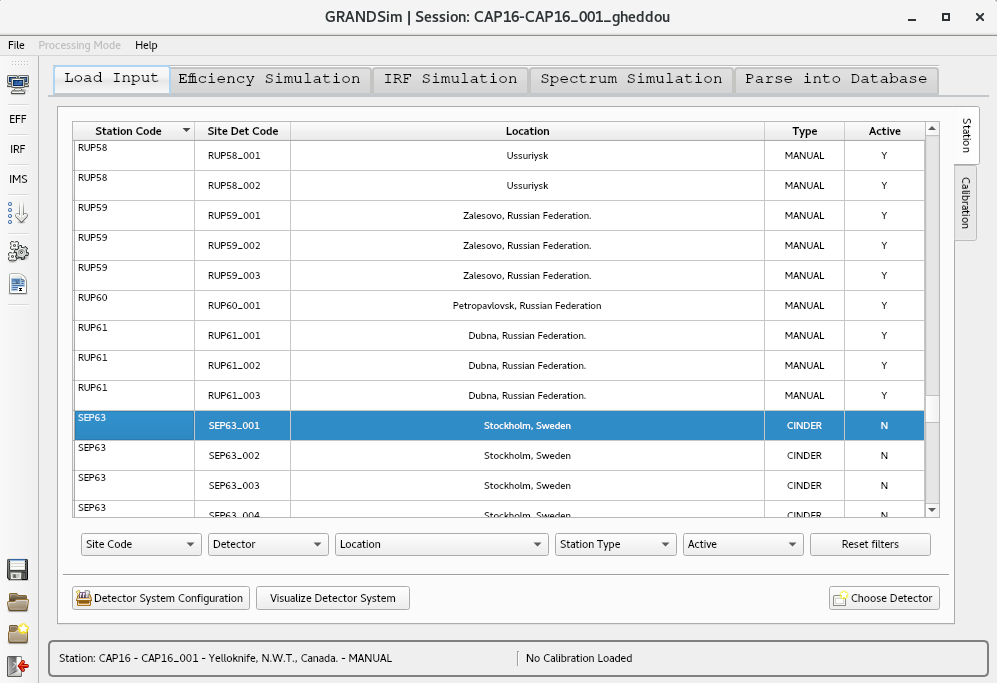 GRANDSim | Session: CAP16-CAP16_001_gheddou
File Processing Mode Help
Load Input Efficiency Simulation IRF Simulation Spectrum Simulation Parse into Database
EFF
IRF
IMS
Station
Calibration
Station Code Site Det Code Location Type Active
RUP58 RUP58_001 Ussuriysk MANUAL Y
RUP58 RUP58_002 Ussuriysk MANUAL Y
RUP59 RUP59_001 Zalesovo, Russian Federation. MANUAL Y
RUP59 RUP59_002 Zalesovo, Russian Federation. MANUAL Y
RUP59 RUP59_003 Zalesovo, Russian Federation. MANUAL Y
RUP60 RUP60_001 Petropavlovsk, Russian Federation MANUAL Y
RUP61 RUP61_001 Dubna, Russian Federation. MANUAL Y
RUP61 RUP61_002 Dubna, Russian Federation. MANUAL Y
RUP61 RUP61_003 Dubna, Russian Federation. MANUAL Y
SEP63 SEP63_001 Stockholm, Sweden CINDER N
SEP63 SEP63_002 Stockholm, Sweden CINDER N
SEP63 SEP63_003 Stockholm, Sweden CINDER N
SEP63 SEP63_004 Stockholm, Sweden CINDER N
Site Code Detector Location Station Type Active Reset filters
Detector System Configuration Visualize Detector System Choose Detector
Station: CAP16 - CAP16_001 - Yelloknife, N.W.T., Canada. - MANUAL No Calibration Loaded